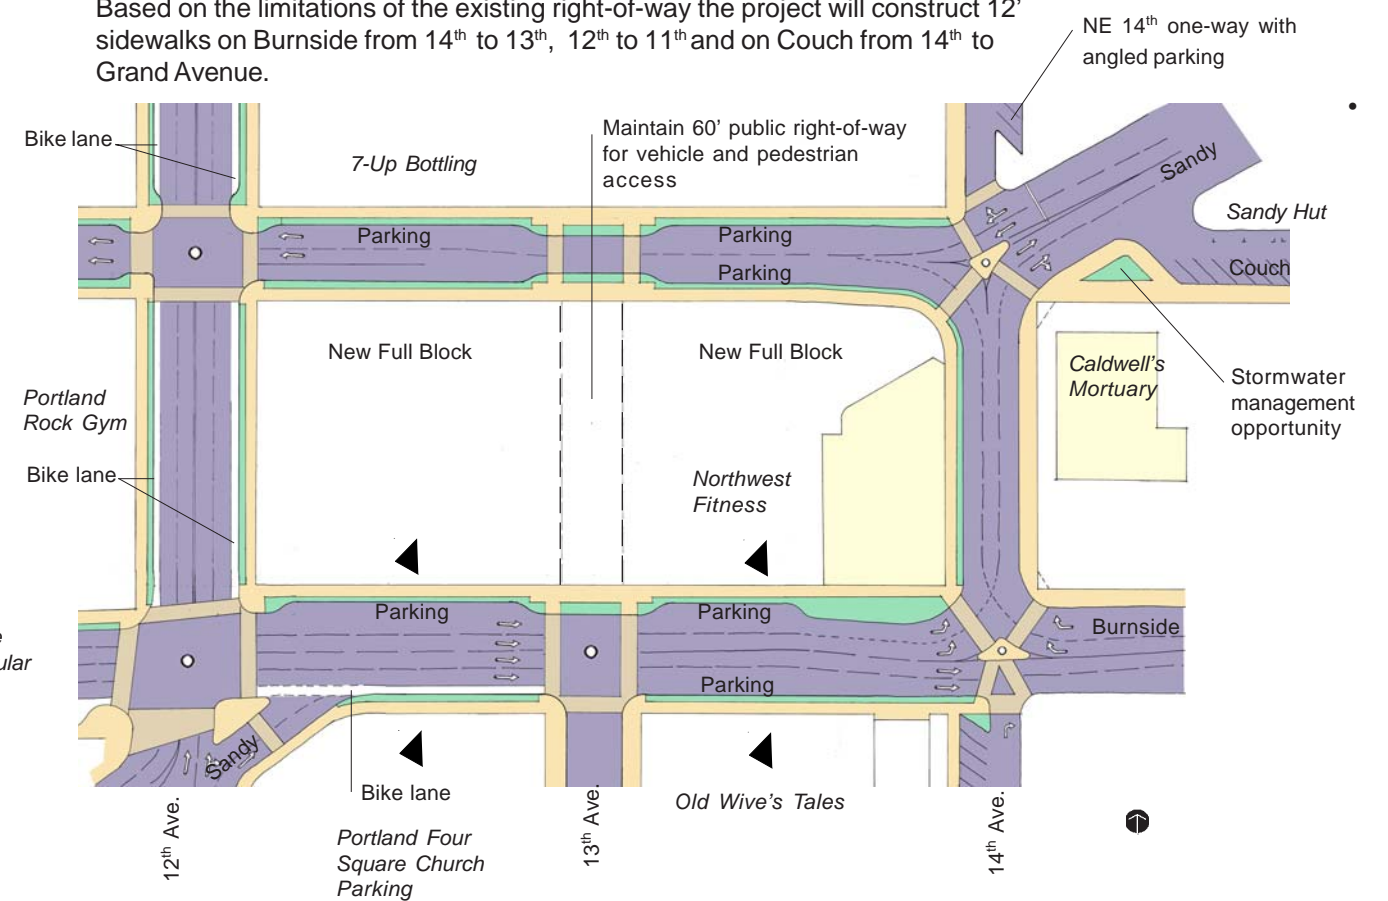 Based on the limitations of the existing right-of-way the project will construct 12’
sidewalks on Burnside from 14th to 13th, 12th to 11th and on Couch from 14th to
Grand Avenue.
NE 14th one-way with
angled parking
•
Bike lane
7-Up Bottling
Maintain 60’ public right-of-way
for vehicle and pedestrian
access
Sandy
Sandy Hut
Parking
Parking
Parking
Couch
New Full Block
New Full Block
Caldwell’s
Mortuary
Stormwater
management
opportunity
Portland
Rock Gym
Bike lane
Northwest
Fitness
Parking
Parking
Burnside
e
ular
Parking
Sandy
Bike lane
Old Wive’s Tales
12th Ave.
13th Ave.
14th Ave.
Portland Four
Square Church
Parking